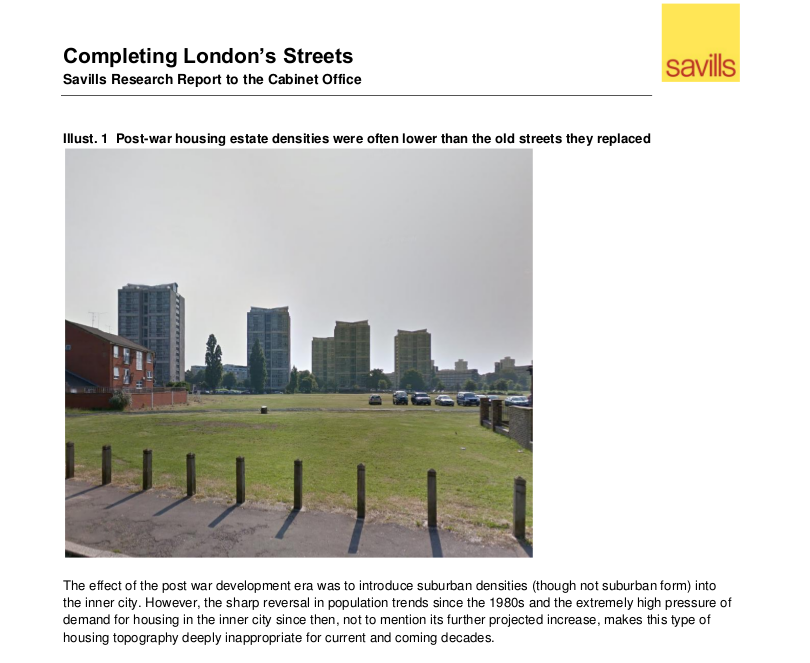 Completing London's Streets
Savills Research Report to the Cabinet Office
savills
Illust. 1 Post-war housing estate densities were often lower than the old streets they replaced
The effect of the post war development era was to introduce suburban densities (though not suburban form) into
the inner city. However, the sharp reversal in population trends since the 1980s and the extremely high pressure of
demand for housing in the inner city since then, not to mention its further projected increase, makes this type of
housing topography deeply inappropriate for current and coming decades.